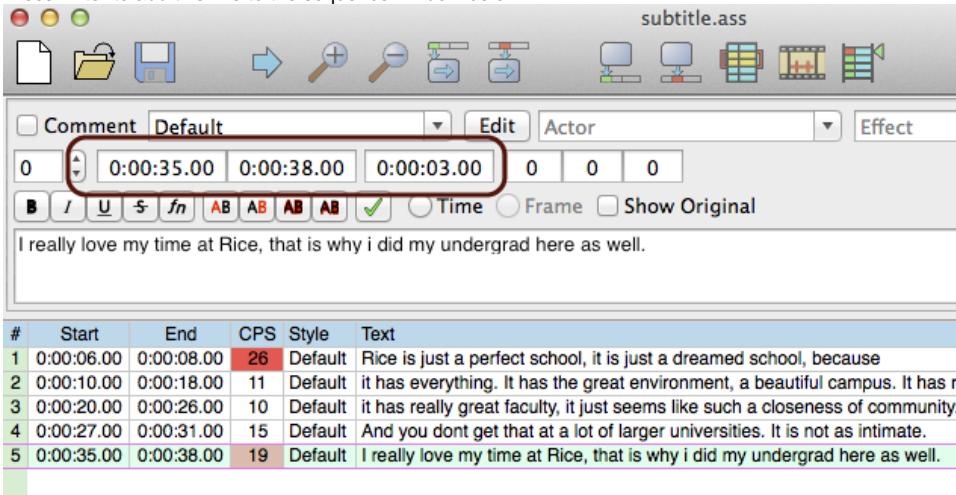 subtitle.ass
Comment Default Edit Actor Effect
0 0:00:35.00 0:00:38.00 0:00:03.00 0 0 0
B I U S fn AB AB AB AB Time Frame Show Original
I really love my time at Rice, that is why i did my undergrad here as well.
# Start End CPS Style Text
1 0:00:06.00 0:00:08.00 26 Default Rice is just a perfect school, it is just a dreamed school, because
2 0:00:10.00 0:00:18.00 11 Default it has everything. It has the great environment, a beautiful campus. It has
3 0:00:20.00 0:00:26.00 10 Default it has really great faculty, it just seems like such a closeness of community.
4 0:00:27.00 0:00:31.00 15 Default And you dont get that at a lot of larger universities. It is not as intimate.
5 0:00:35.00 0:00:38.00 19 Default I really love my time at Rice, that is why i did my undergrad here as well.